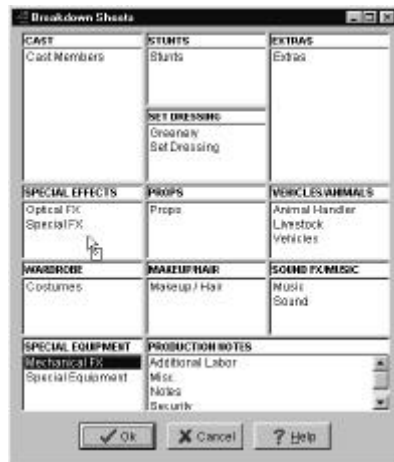 Breakdown Sheets
CAST
Cast Members
STUNTS
Stunts
EXTRAS
Extras
SET DRESSING
Greenery
Set Dressing
SPECIAL EFFECTS
Optical FX
Special FX
PROPS
Props
VEHICLES/ANIMALS
Animal Handler
Livestock
Vehicles
WARDROBE
Costumes
MAKEUP/HAIR
Makeup / Hair
SOUND FX/MUSIC
Music
Sound
SPECIAL EQUIPMENT
Mechanical FX
Special Equipment
PRODUCTION NOTES
Additional Labor
Misc.
Notes
Security
Ok
Cancel
? Help